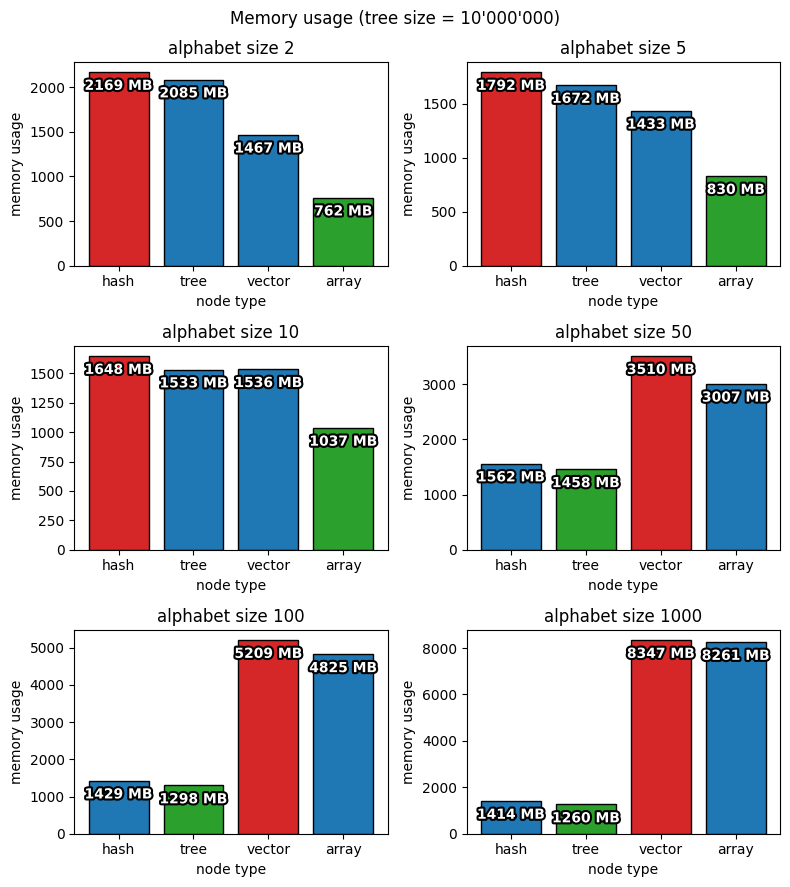 Memory usage (tree size = 10'000'000)
alphabet size 2
memory usage
2000
1500
1000
500
0
2169 MB
2085 MB
1467 MB
762 MB
hash
tree
vector
array
node type
alphabet size 5
memory usage
1500
1000
500
0
1792 MB
1672 MB
1433 MB
830 MB
hash
tree
vector
array
node type
alphabet size 10
memory usage
1500
1250
1000
750
500
250
0
1648 MB
1533 MB
1536 MB
1037 MB
hash
tree
vector
array
node type
alphabet size 50
memory usage
3000
2000
1000
0
1562 MB
1458 MB
3510 MB
3007 MB
hash
tree
vector
array
node type
alphabet size 100
memory usage
5000
4000
3000
2000
1000
0
1429 MB
1298 MB
5209 MB
4825 MB
hash
tree
vector
array
node type
alphabet size 1000
memory usage
8000
6000
4000
2000
0
1414 MB
1260 MB
8347 MB
8261 MB
hash
tree
vector
array
node type